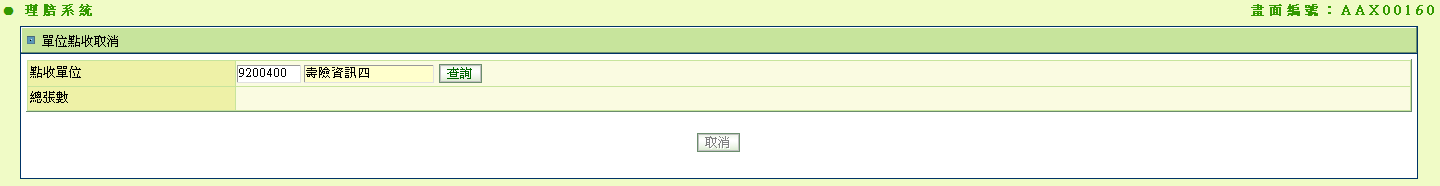 理賠系統 畫面編號：AAX00160
單位點收取消
點收單位 9200400 壽險資訊四 查詢
總張數
取消